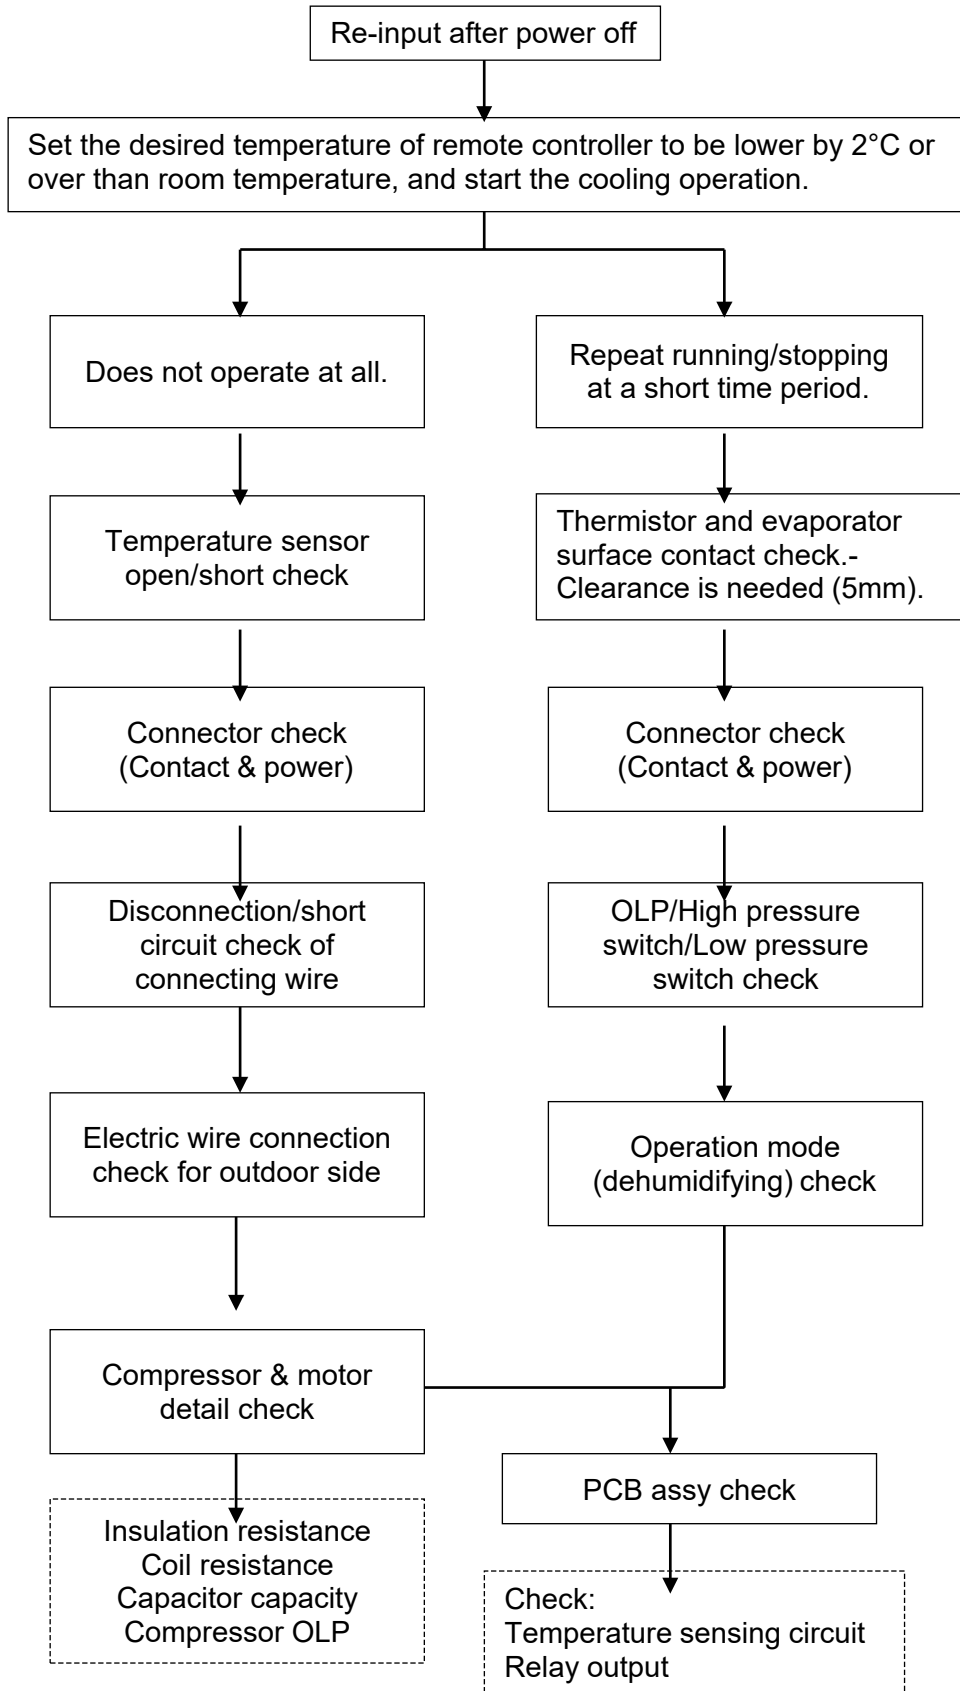 Re-input after power off
Set the desired temperature of remote controller to be lower by 2°C or
over than room temperature, and start the cooling operation.
Does not operate at all.
Repeat running/stopping
at a short time period.
Temperature sensor
open/short check
Thermistor and evaporator
surface contact check.-
Clearance is needed (5mm).
Connector check
(Contact & power)
Connector check
(Contact & power)
Disconnection/short
circuit check of
connecting wire
OLP/High pressure
switch/Low pressure
switch check
Electric wire connection
check for outdoor side
Operation mode
(dehumidifying) check
Compressor & motor
detail check
PCB assy check
Insulation resistance
Coil resistance
Capacitor capacity
Compressor OLP
Check:
Temperature sensing circuit
Relay output